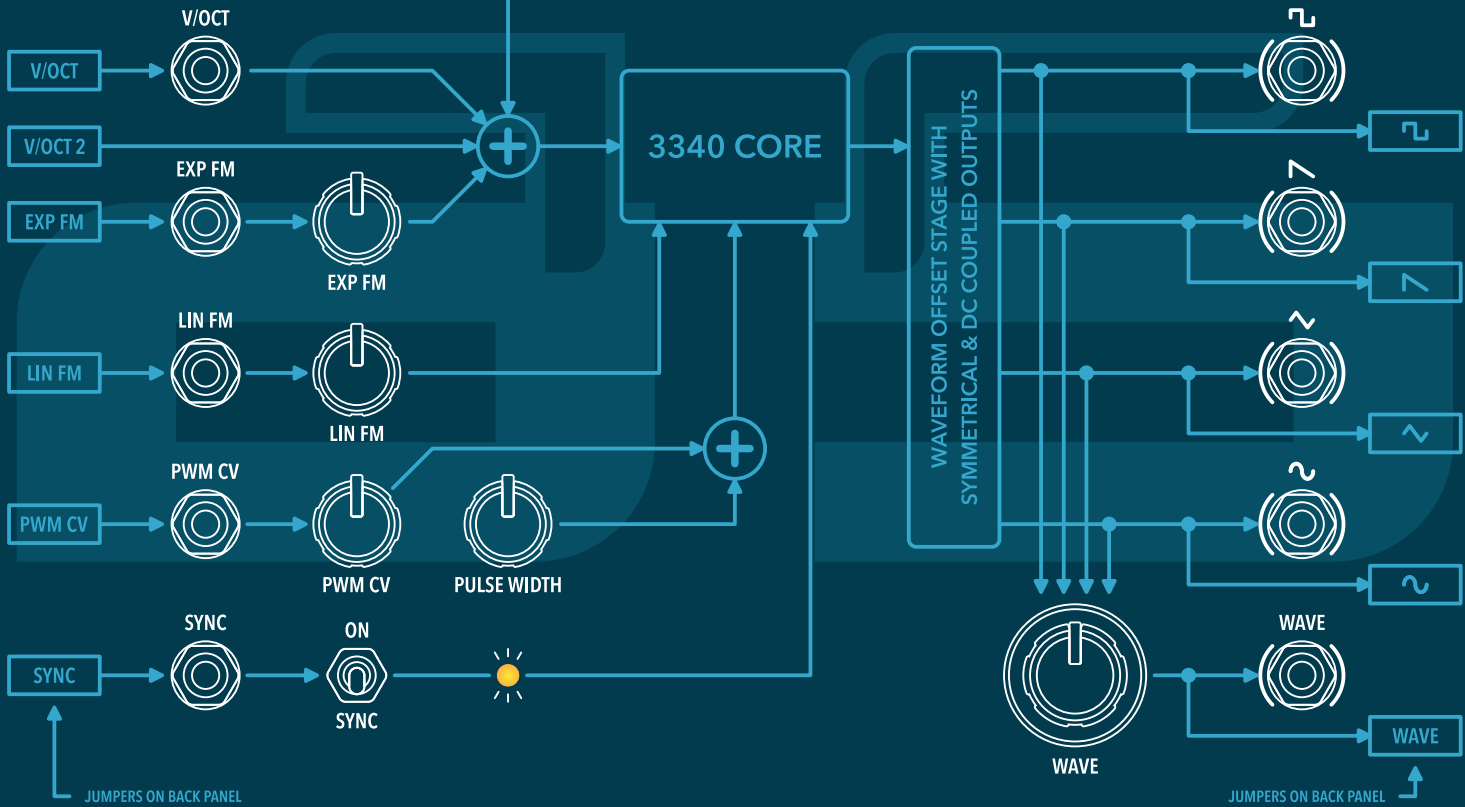 V/OCT
V/OCT
V/OCT 2
EXP FM
EXP FM
EXP FM
LIN FM
LIN FM
LIN FM
PWM CV
PWM CV
PWM CV
PULSE WIDTH
SYNC
SYNC
ON
SYNC
JUMPERS ON BACK PANEL
3340 CORE
WAVEFORM OFFSET STAGE WITH
SYMMETRICAL & DC COUPLED OUTPUTS
WAVE
WAVE
WAVE
JUMPERS ON BACK PANEL